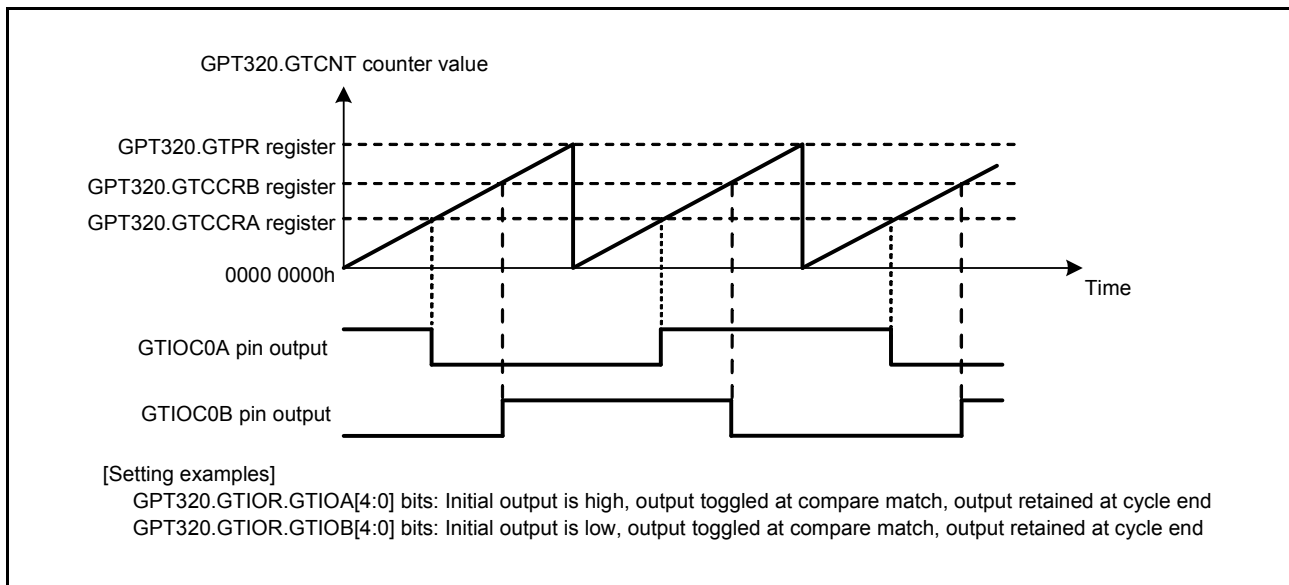 GPT320.GTCNT counter value
GPT320.GTPR register
GPT320.GTCCRB register
GPT320.GTCCRA register
0000 0000h
Time
GTIOC0A pin output
GTIOC0B pin output
[Setting examples]
GPT320.GTIOR.GTIOA[4:0] bits: Initial output is high, output toggled at compare match, output retained at cycle end
GPT320.GTIOR.GTIOB[4:0] bits: Initial output is low, output toggled at compare match, output retained at cycle end